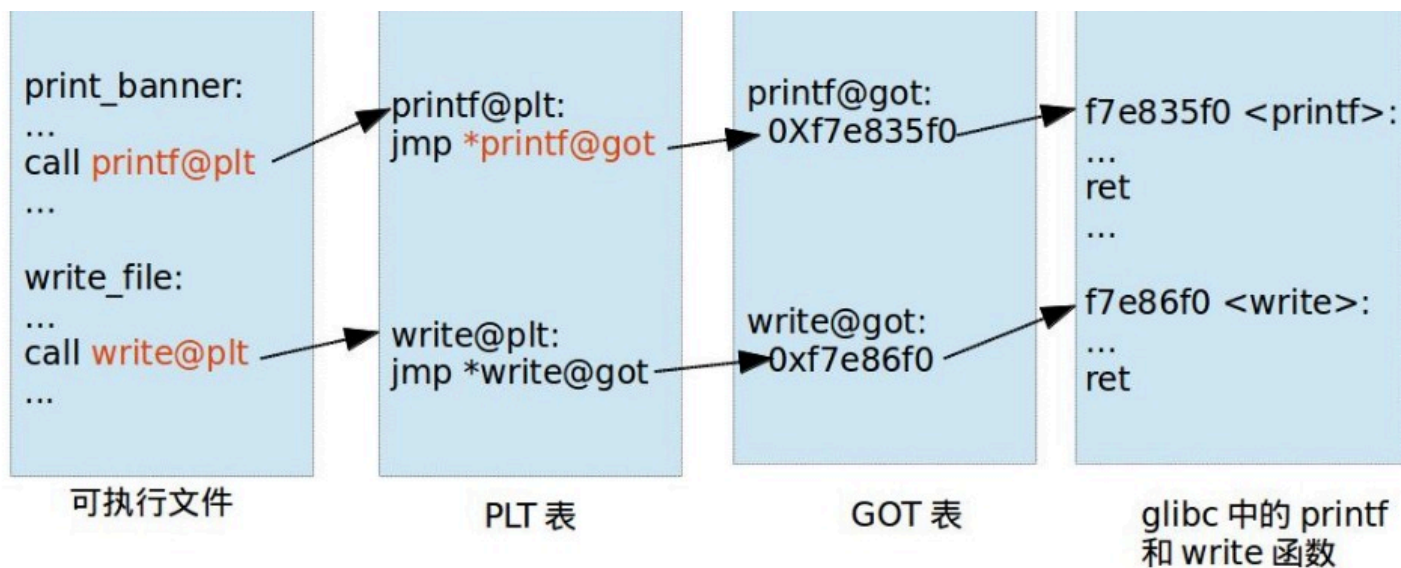 print_banner:
...
call printf@plt
...
write_file:
...
call write@plt
...
可执行文件
printf@plt:
jmp *printf@got
write@plt:
jmp *write@got
PLT 表
printf@got:
0Xf7e835f0
write@got:
0xf7e86f0
GOT 表
f7e835f0 <printf>:
...
ret
...
f7e86f0 <write>:
...
ret
glibc 中的 printf
和 write 函数